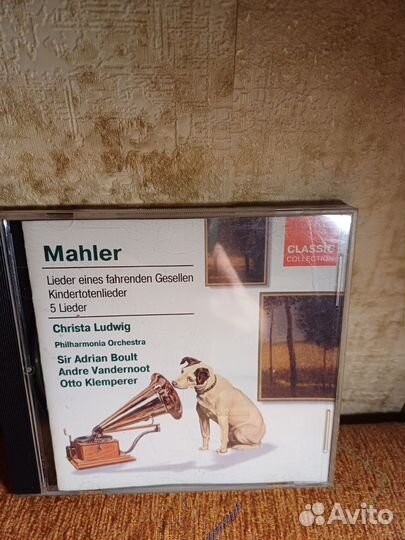 CLASSIC
COLLECTION
Mahler
Lieder eines fahrenden Gesellen
Kindertotenlieder
5 Lieder
Christa Ludwig
Philharmonia Orchestra
Sir Adrian Boult
Andre Vandernoot
Otto Klemperer
Avito